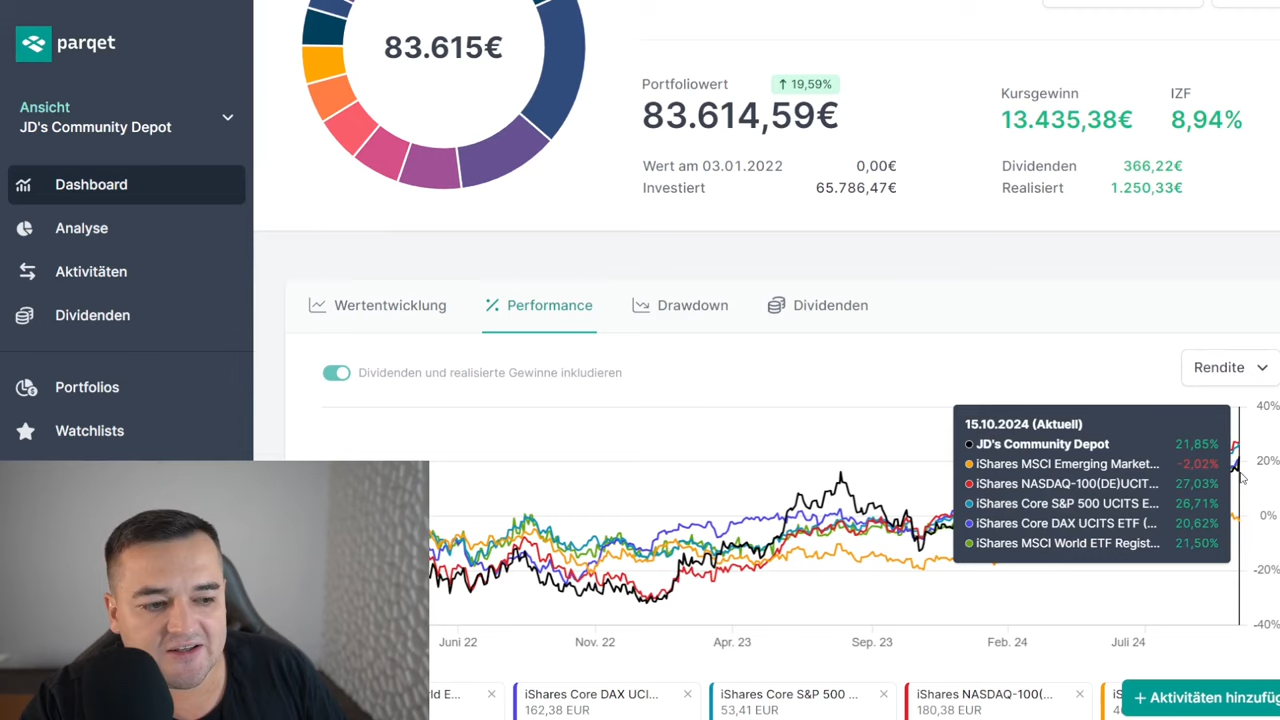 parqet
Ansicht
JD's Community Depot
Dashboard
Analyse
Aktivitäten
Dividenden
Portfolios
Watchlists
83.615€
Portfoliowert
↑ 19,59%
83.614,59€
Wert am 03.01.2022 0,00€
Investiert 65.786,47€
Kursgewinn
13.435,38€
IZF
8,94%
Dividenden 366,22€
Realisiert 1.250,33€
Wertentwicklung
Performance
Drawdown
Dividenden
Dividenden und realisierte Gewinne inkludieren
Rendite
40%
20%
0%
-20%
-40%
15.10.2024 (Aktuell)
JD's Community Depot 21,85%
iShares MSCI Emerging Market... -2,02%
iShares NASDAQ-100(DE)UCIT... 27,03%
iShares Core S&P 500 UCITS E... 26,71%
iShares Core DAX UCITS ETF (... 20,62%
iShares MSCI World ETF Regist... 21,50%
Juni 22
Nov. 22
Apr. 23
Sep. 23
Feb. 24
Juli 24
ld E...
iShares Core DAX UCI...
162,38 EUR
iShares Core S&P 500 ...
53,41 EUR
iShares NASDAQ-100(...
180,38 EUR
+ Aktivitäten hinzufüg